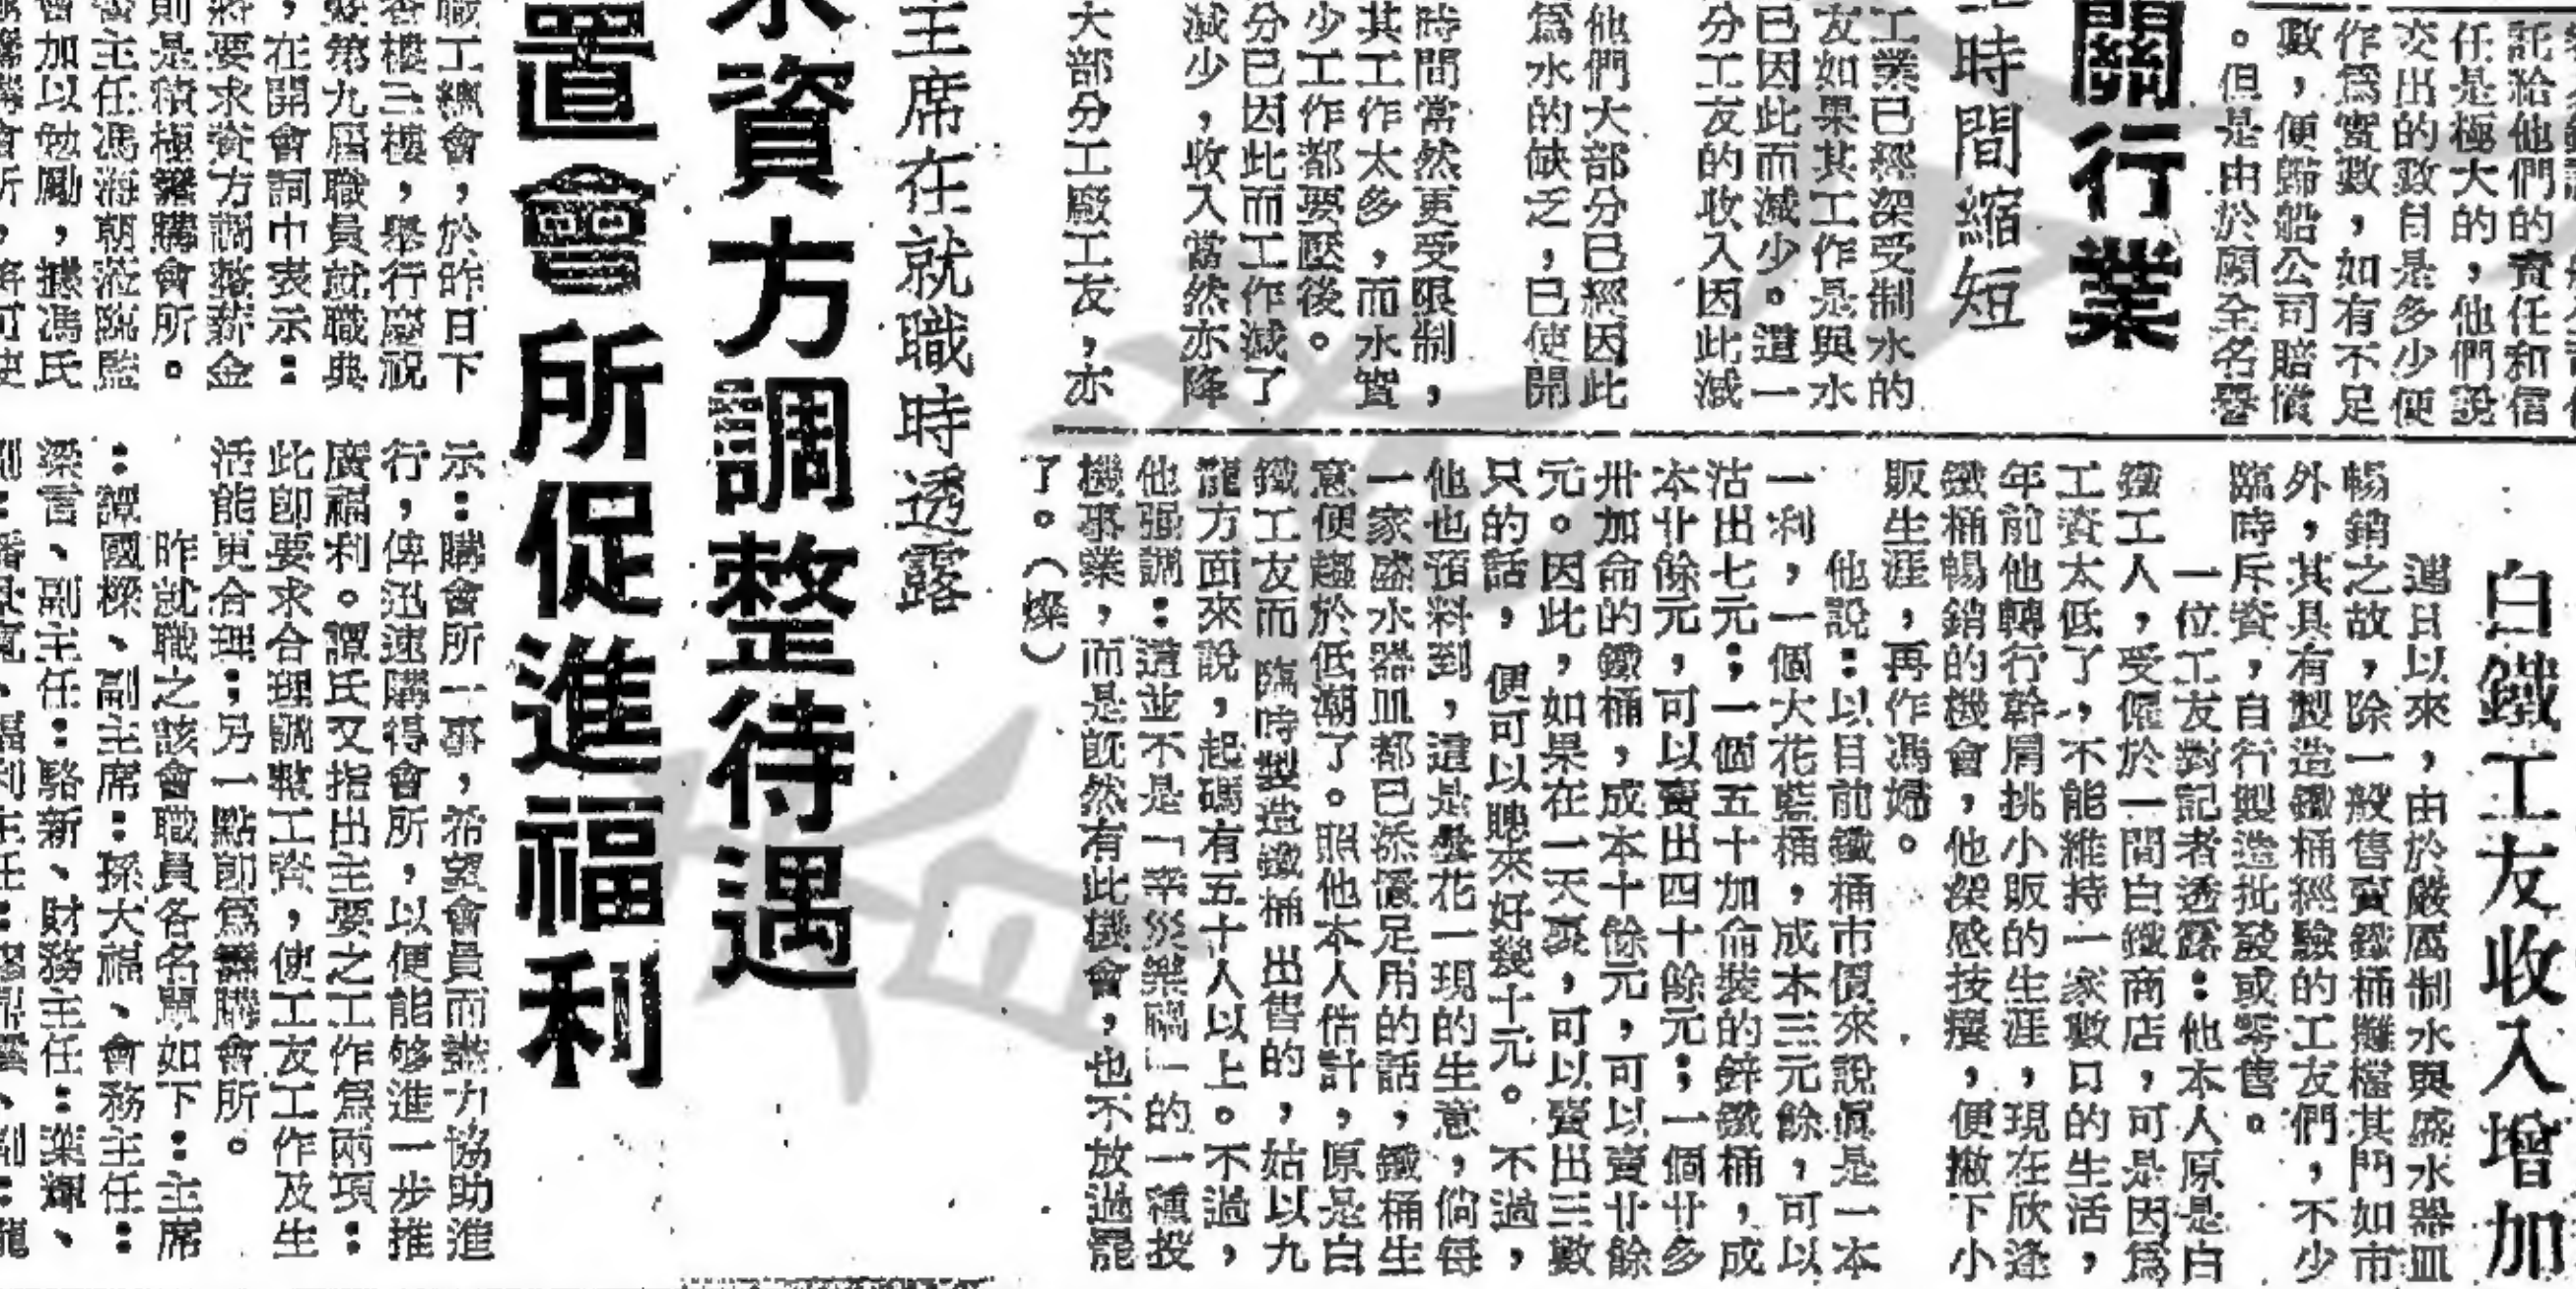 託給他們的責任和信
任是極大的，他們說
交出的數目是多少便
作爲實數，如有不足
數，便歸船公司賠償
。但是由於顧全名譽
關行業
時間縮短
工業已經深受制水的
友如果其工作是與水
已因此而減少。這一
分工友的收入因此減
他們大部分已經因此
爲水的缺乏，已使開
時間常然更受限制，
其工作太多，而水實
少工作都要壓後。
分已因此而工作減了
減少，收入當然亦降
大部分工廠工友，亦
白鐵工友收入增加
邇日以來，由於嚴厲制水與盛水器皿
暢銷之故，除一般售賣鐵桶攤檔其門如市
外，其具有製造鐵桶經驗的工友們，不少
臨時斥資，自行製造批發或零售。
一位工友對記者透露：他本人原是白
鐵工人，受僱於一間白鐵商店，可是因爲
工資太低了，不能維持一家數口的生活，
年前他轉行幹肩挑小販的生涯，現在欣逢
鐵桶暢銷的機會，他深感技癢，便撇下小
販生涯，再作馮婦。
他說：以目前鐵桶市價來說眞是一本
一利，一個大花藍桶，成本三元餘，可以
沽出七元；一個五十加侖裝的鋅鐵桶，成
本廿餘元，可以賣出四十餘元；一個廿多
卅加侖的鐵桶，成本十餘元，可以賣廿餘
元。因此，如果在一天裏，可以賣出三數
只的話，便可以賺來好幾十元。不過，
他也預料到，這是曇花一現的生意，倘每
一家盛水器皿都已添置足用的話，鐵桶生
意便趨於低潮了。照他本人估計，原是白
鐵工友而臨時製造鐵桶出售的，姑以九
龍方面來說，起碼有五十人以上。不過，
他强調：這並不是「幸災樂禍」的一種投
機事業，而是旣然有此機會，也不放過罷
了。（燦）
主席在就職時透露
求資方調整待遇
置會所促進福利
職工總會，於昨日下
樓三樓，舉行慶祝
第九屆職員就職典
，在開會詞中表示：
將要求資方調整薪金
則是積極籌購會所。
主任馮海朝蒞臨監
會加以勉勵，據馮氏
示：購會所一事，希望會員而盡力協助進
行，俾迅速購得會所，以便能够進一步推
廣福利。譚氏又指出主要之工作爲兩項：
此卽要求合理調整工資，使工友工作及生
活能更合理；另一點卽爲籌購會所。
昨就職之該會職員各名單如下：主席
：譚國樑、副主席：孫大福、會務主任：
梁言、副主任：駱新、財務主任：葉輝、